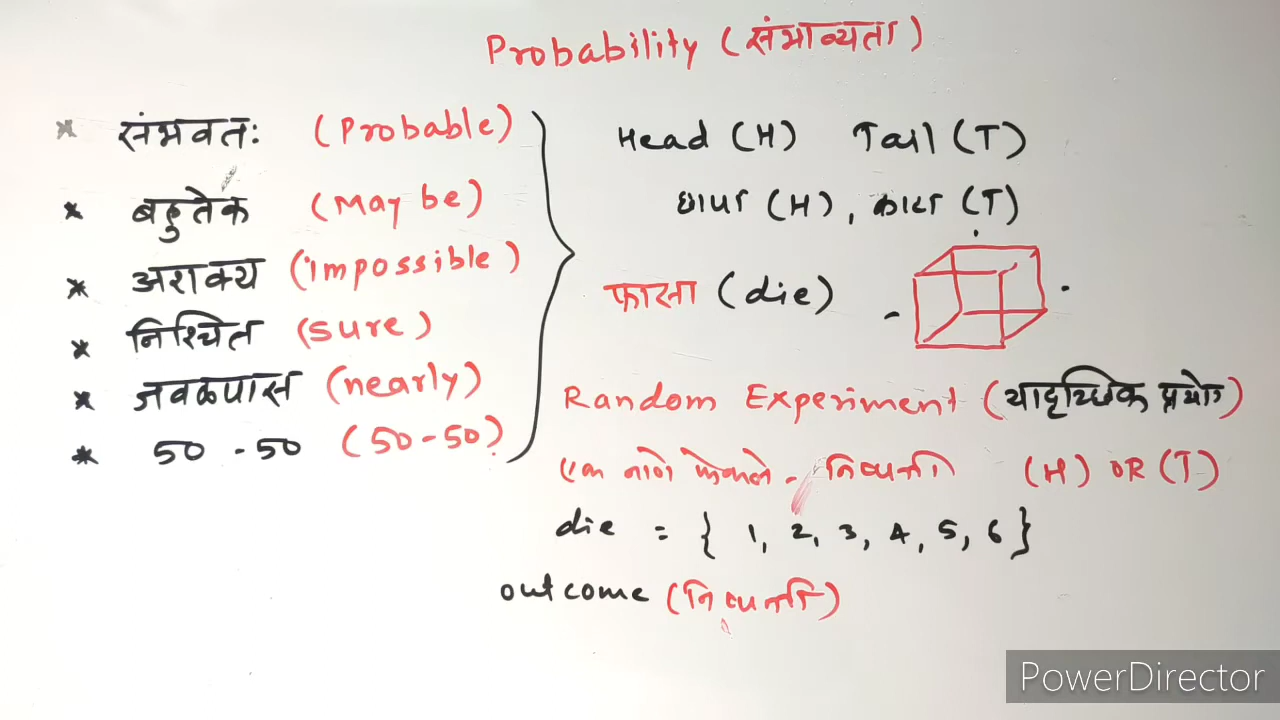 Probability (संभाव्यता)
* संभवतः (Probable)
* बहुतेक (May be)
* अशक्य (impossible)
* निश्चित (sure)
* जवळपास (nearly)
* 50 - 50 (50 - 50)
Head (H) Tail (T)
छापा (H), काटा (T)
फासा (die)
Random Experiment (यादृच्छिक प्रयोग)
एक नाणे फेकले - निष्पत्ती (H) OR (T)
die = { 1, 2, 3, 4, 5, 6 }
outcome (निष्पत्ती)
PowerDirector